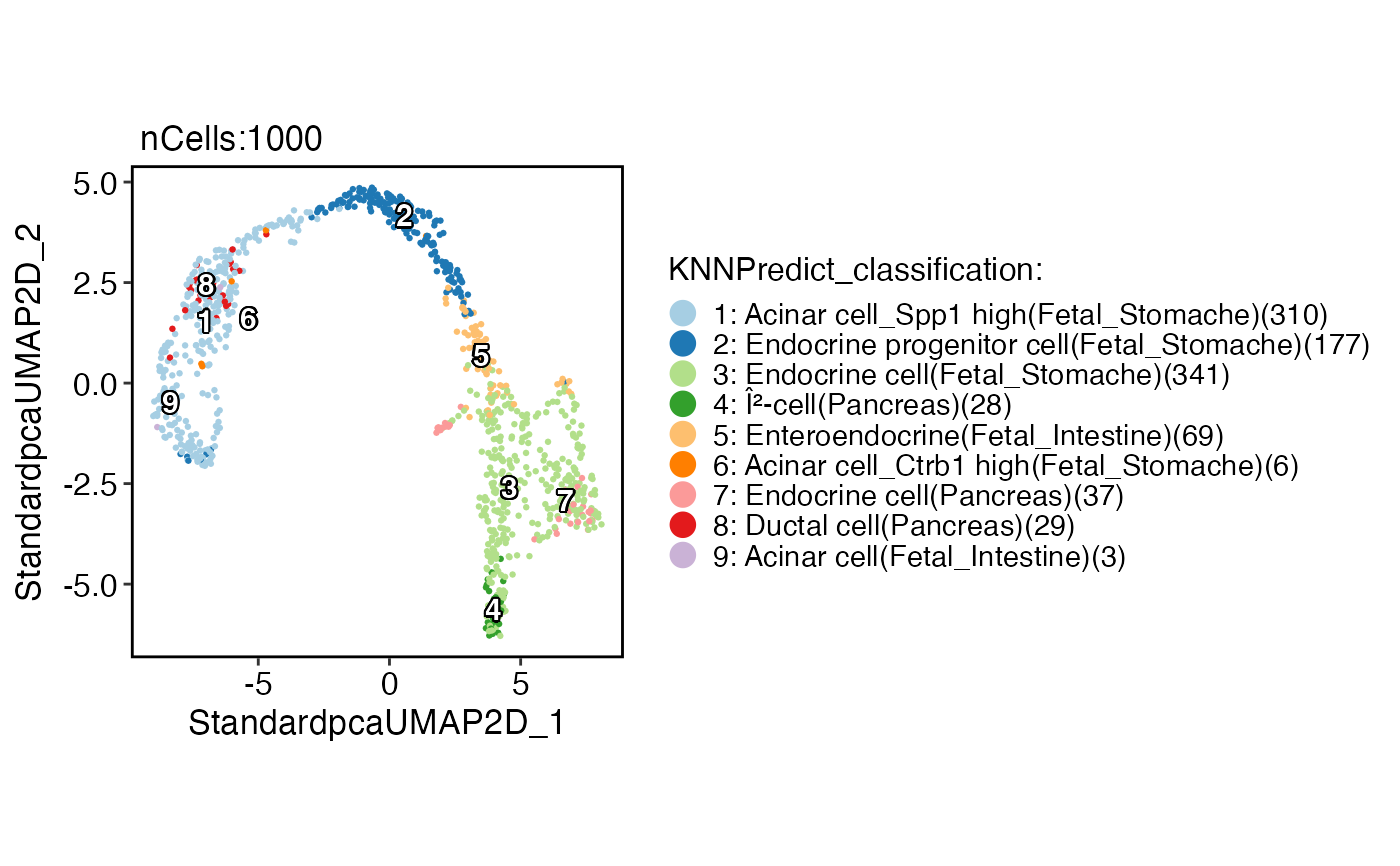 nCells:1000
5.0
2.5
0.0
-2.5
-5.0
StandardpcaUMAP2D_2
2
8
1
6
5
9
3
7
4
-5 0 5
StandardpcaUMAP2D_1
KNNPredict_classification:
1: Acinar cell_Spp1 high(Fetal_Stomache)(310)
2: Endocrine progenitor cell(Fetal_Stomache)(177)
3: Endocrine cell(Fetal_Stomache)(341)
4: Î²-cell(Pancreas)(28)
5: Enteroendocrine(Fetal_Intestine)(69)
6: Acinar cell_Ctrb1 high(Fetal_Stomache)(6)
7: Endocrine cell(Pancreas)(37)
8: Ductal cell(Pancreas)(29)
9: Acinar cell(Fetal_Intestine)(3)